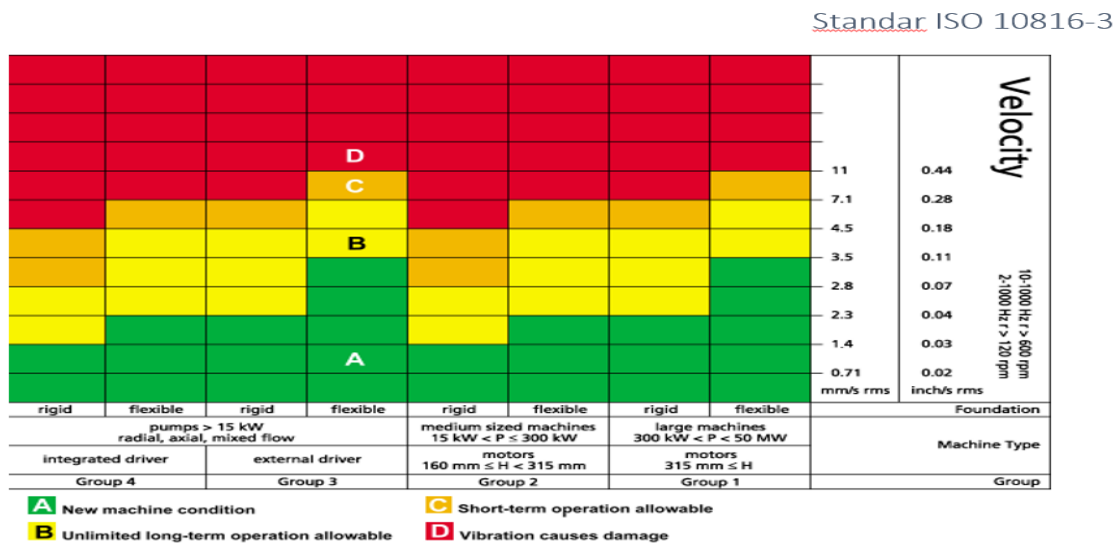 Standar ISO 10816-3
Velocity
10-1000 Hz r > 600 rpm
2-1000 Hz r > 120 rpm
D
C
B
A
11 0.44
7.1 0.28
4.5 0.18
3.5 0.11
2.8 0.07
2.3 0.04
1.4 0.03
0.71 0.02
mm/s rms inch/s rms
rigid flexible rigid flexible rigid flexible rigid flexible Foundation
pumps > 15 kW
radial, axial, mixed flow
medium sized machines
15 kW < P ≤ 300 kW
large machines
300 kW < P < 50 MW
Machine Type
integrated driver external driver
motors
160 mm ≤ H < 315 mm
motors
315 mm ≤ H
Group 4 Group 3 Group 2 Group 1 Group
A New machine condition
B Unlimited long-term operation allowable
C Short-term operation allowable
D Vibration causes damage